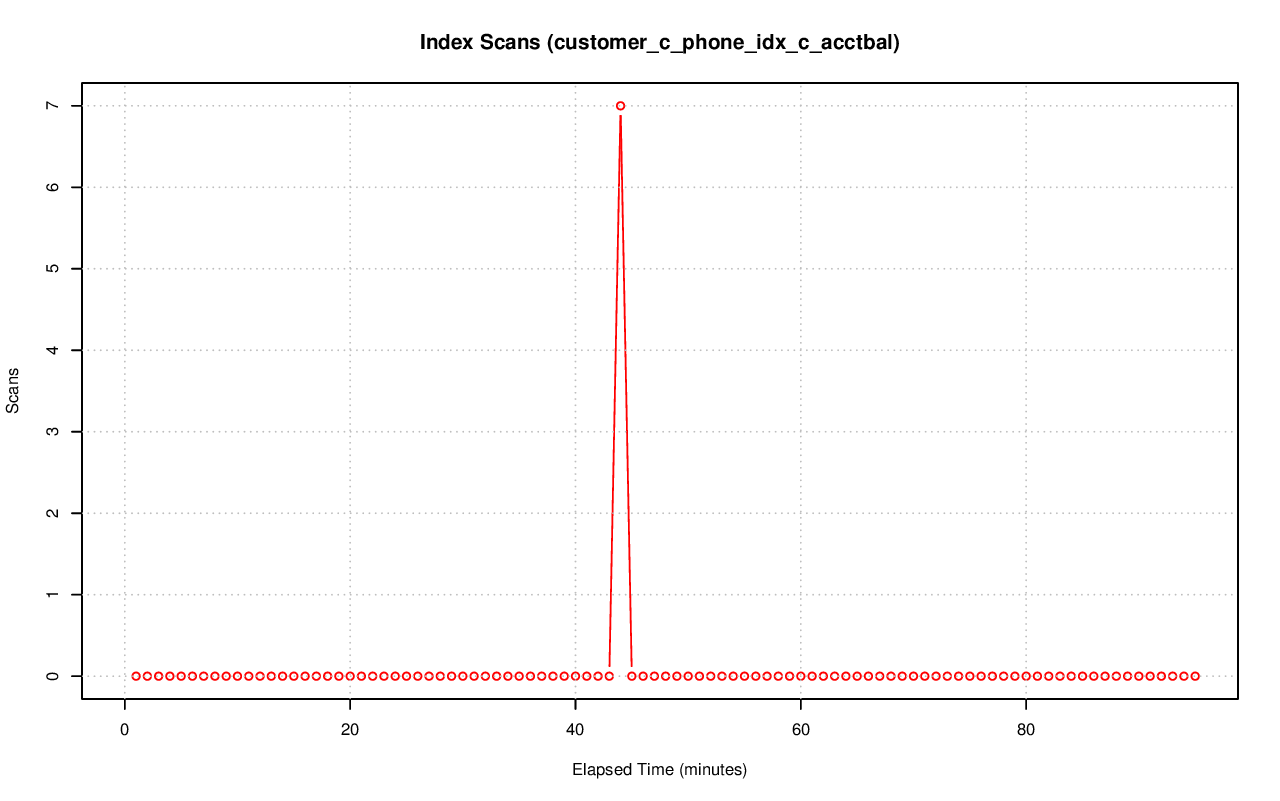 Index Scans (customer_c_phone_idx_c_acctbal)
7
6
5
4
3
2
1
0
Scans
0 20 40 60 80
Elapsed Time (minutes)